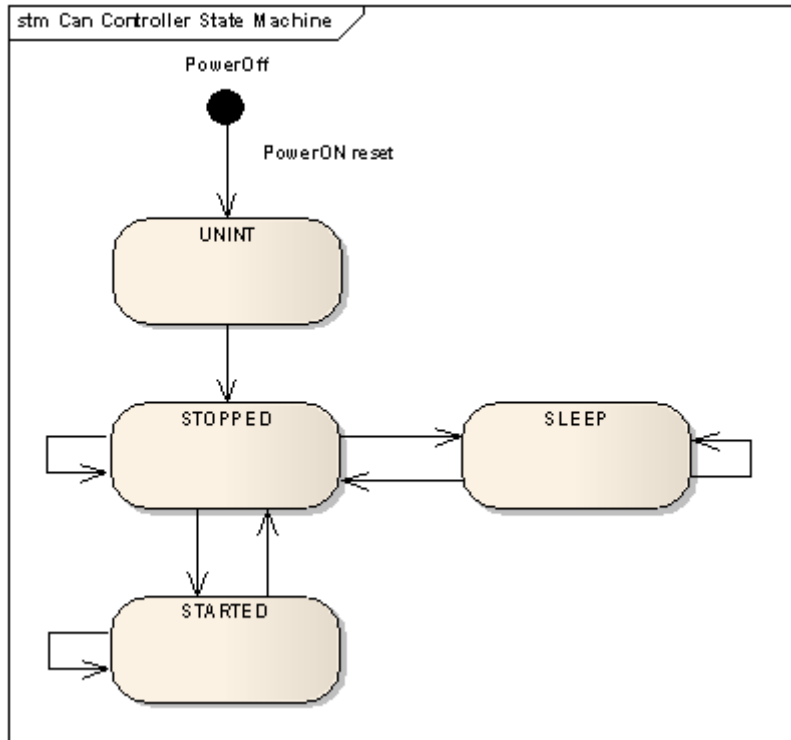 stm Can Controller State Machine
PowerOff
PowerON reset
UNINT
STOPPED
SLEEP
STARTED